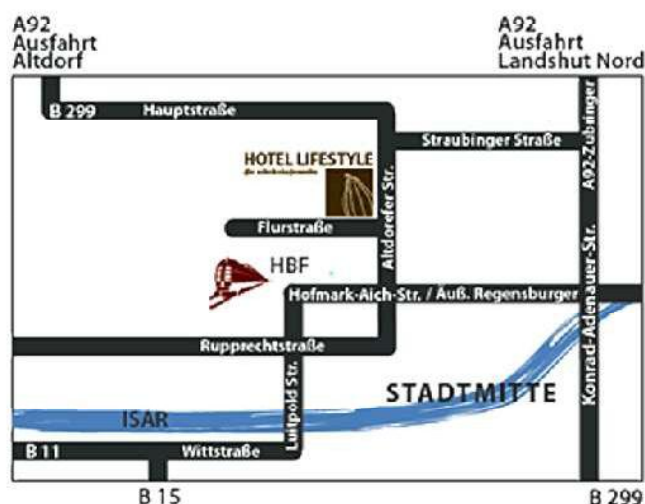 A92
Ausfahrt
Altdorf
A92
Ausfahrt
Landshut Nord
B 299
Hauptstraße
Straubinger Straße
A92-Zubringer
HOTEL LIFESTYLE
Altdorefer Str.
Flurstraße
HBF
Hofmark-Aich-Str. / Äuß. Regensburger
Konrad-Adenauer-Str.
Rupprechtstraße
Luitpold Str.
STADTMITTE
ISAR
B 11
Wittstraße
B 15
B 299